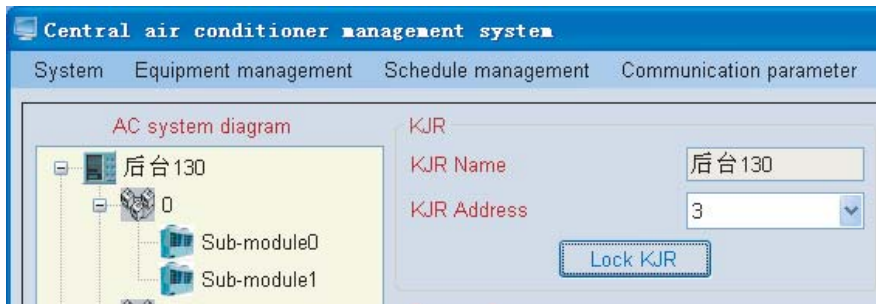 Central air conditioner management system
System Equipment management Schedule management Communication parameter
AC system diagram
后台130
0
Sub-module0
Sub-module1
KJR
KJR Name 后台130
KJR Address 3
Lock KJR